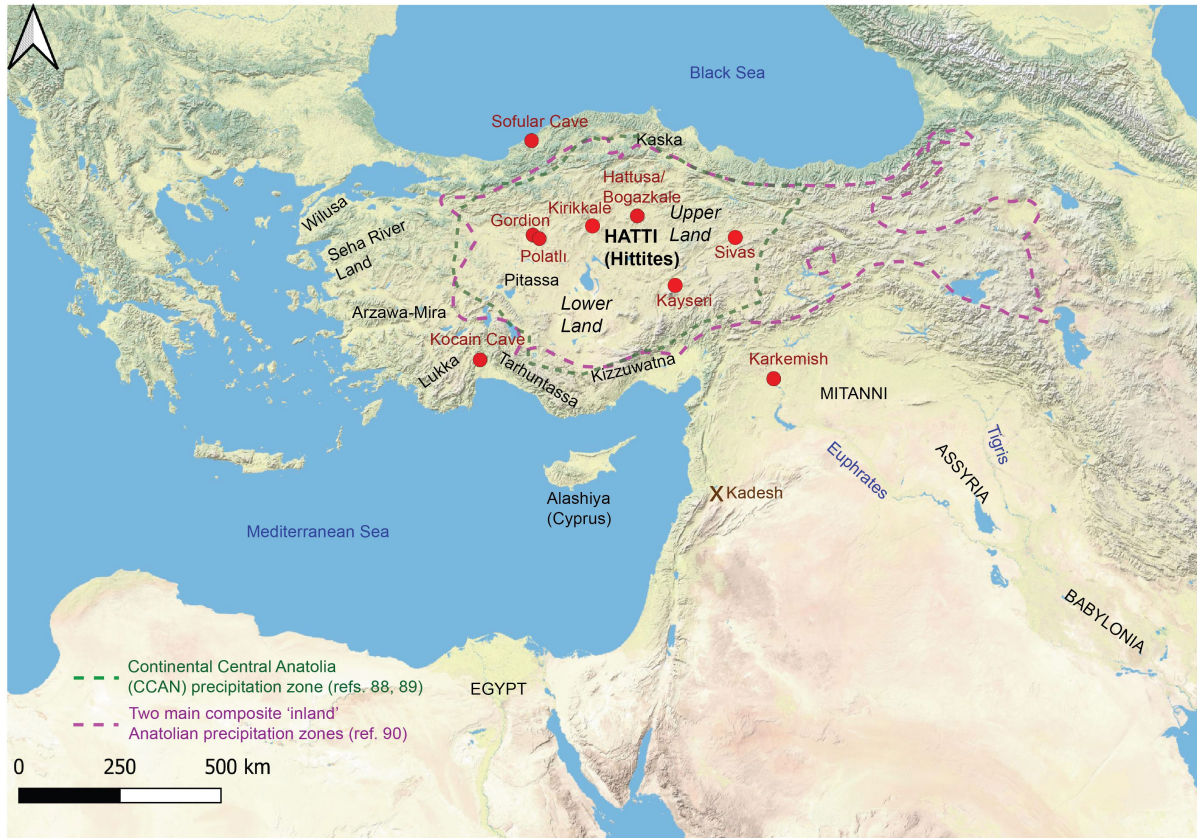 Black Sea
Sofular Cave
Kaska
Hattusa/
Bogazkale
Wilusa
Kirikkale
Upper
Land
Gordion
Seha River
Land
HATTI
(Hittites)
Polatlı
Sivas
Pitassa
Kayseri
Lower
Land
Arzawa-Mira
Kocain Cave
Lukka
Tarhuntassa
Kizzuwatna
Karkemish
MITANNI
Tigris
Euphrates
ASSYRIA
X Kadesh
Alashiya
(Cyprus)
Mediterranean Sea
BABYLONIA
EGYPT
Continental Central Anatolia
(CCAN) precipitation zone (refs. 88, 89)
Two main composite ‘inland’
Anatolian precipitation zones (ref. 90)
0 250 500 km